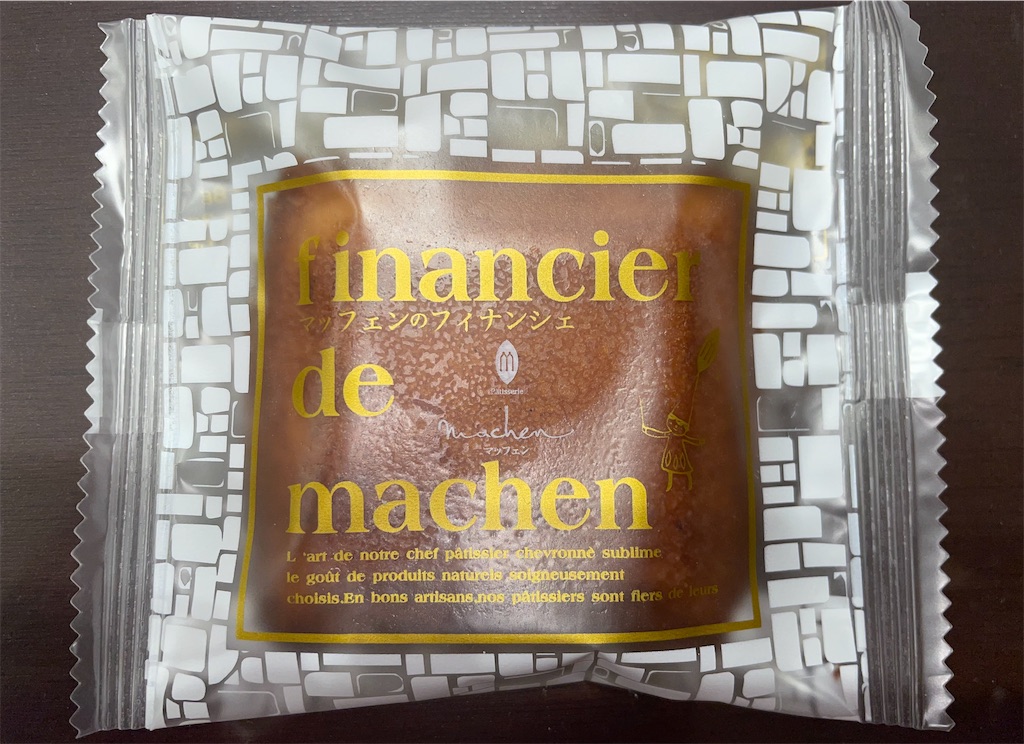 financier
マッフェンのフィナンシェ
de
m
Pâtisserie
machen
マッフェン
machen
L 'art de notre chef pâtissier chevronnè sublime
le goût de produits natureis soigneusement
choisis.En bons artisans.nos pâtissiers sont fiers de leurs